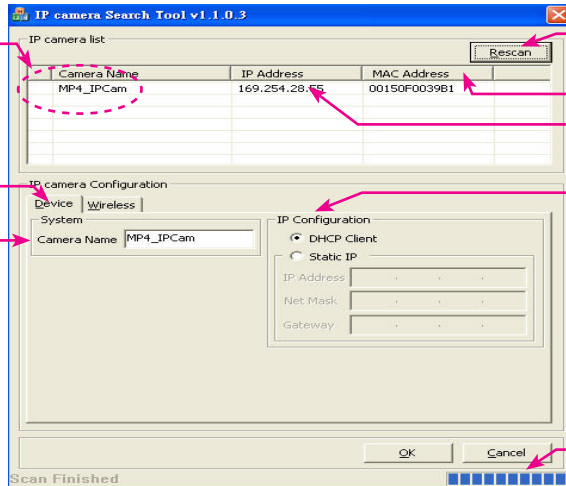 IP camera Search Tool v1.1.0.3
IP camera list
Rescan
Camera Name IP Address MAC Address
MP4_IPCam 169.254.28.55 00150F0039B1
IP camera Configuration
Device Wireless
System
Camera Name MP4_IPCam
IP Configuration
DHCP Client
Static IP
IP Address
Net Mask
Gateway
OK Cancel
Scan Finished